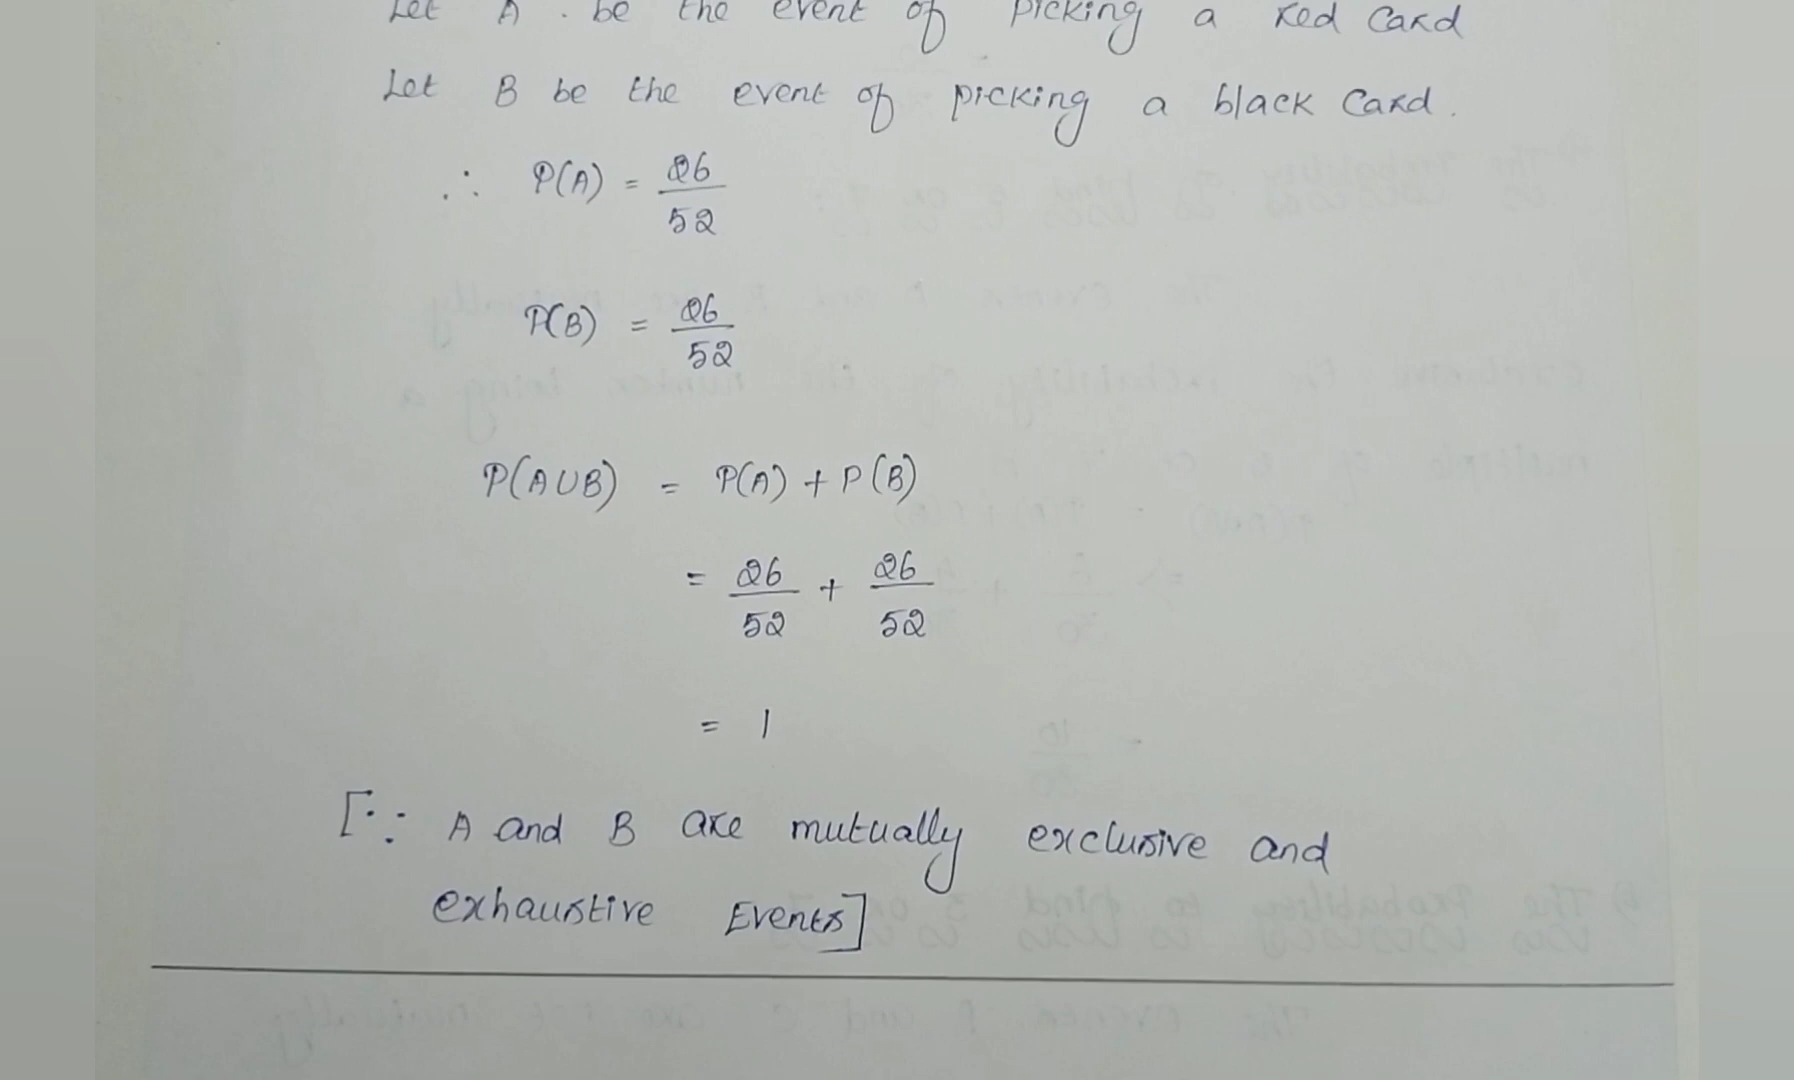 Let A. be the event of picking a red card
Let B be the event of picking a black card.
∴ P(A) = 26/52
P(B) = 26/52
P(A∪B) = P(A) + P(B)
= 26/52 + 26/52
= 1
[∵ A and B are mutually exclusive and
exhaustive Events]